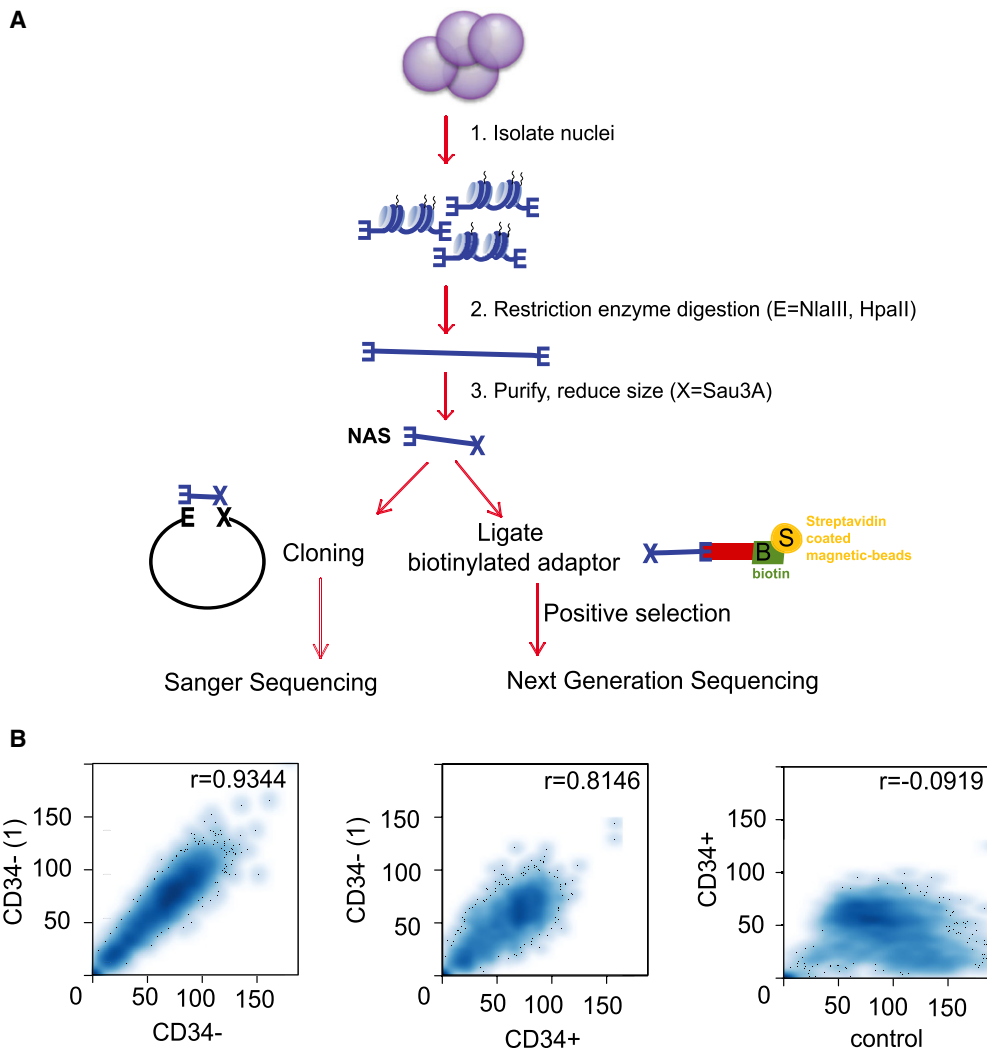 A
1. Isolate nuclei
E E
E E
E E
2. Restriction enzyme digestion (E=NlaIII, HpaII)
E E
3. Purify, reduce size (X=Sau3A)
NAS E X
E X
E X
Cloning
Ligate
biotinylated adaptor
X E B S
biotin
Streptavidin
coated
magnetic-beads
Positive selection
Sanger Sequencing
Next Generation Sequencing
B
r=0.9344
CD34- (1)
150
100
50
0 50 100 150
CD34-
r=0.8146
CD34- (1)
150
100
50
0 50 100 150
CD34+
r=-0.0919
CD34+
150
100
50
0 50 100 150
control